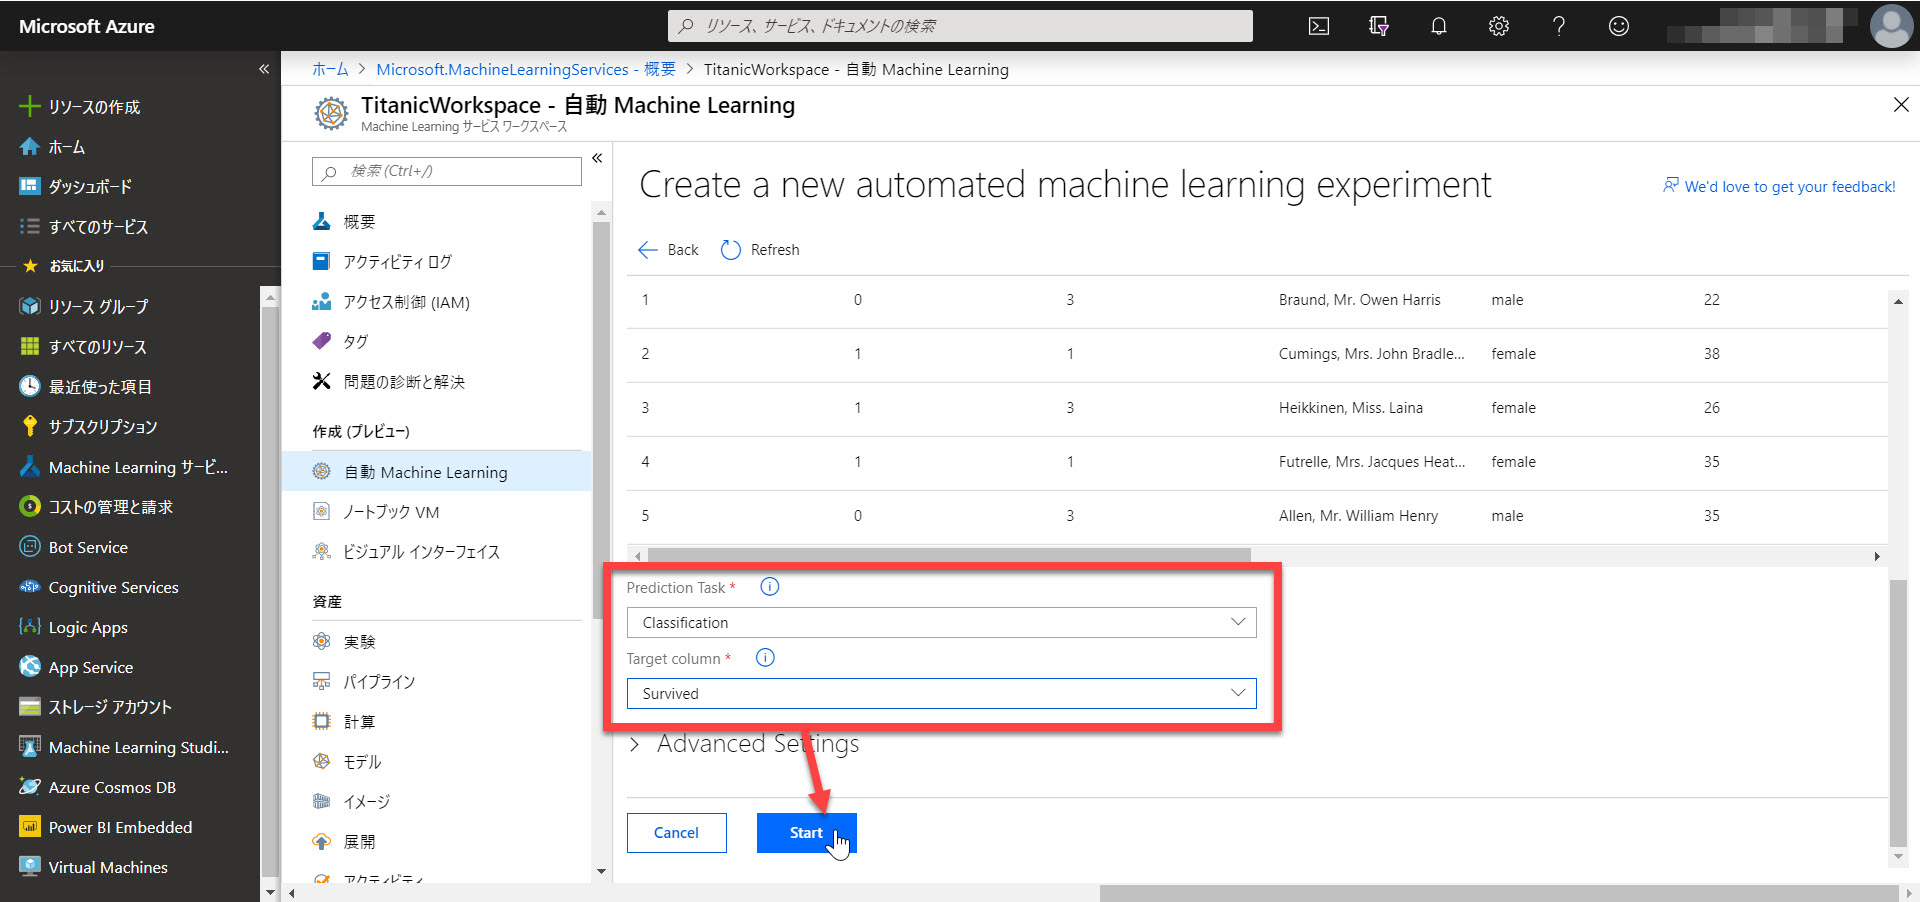 Microsoft Azure
リソース、サービス、ドキュメントの検索
リソースの作成
ホーム
ダッシュボード
すべてのサービス
お気に入り
リソース グループ
すべてのリソース
最近使った項目
サブスクリプション
Machine Learning サービ...
コストの管理と請求
Bot Service
Cognitive Services
Logic Apps
App Service
ストレージ アカウント
Machine Learning Studi...
Azure Cosmos DB
Power BI Embedded
Virtual Machines
ホーム > Microsoft.MachineLearningServices - 概要 > TitanicWorkspace - 自動 Machine Learning
TitanicWorkspace - 自動 Machine Learning
Machine Learning サービス ワークスペース
検索 (Ctrl+/)
概要
アクティビティ ログ
アクセス制御 (IAM)
タグ
問題の診断と解決
作成 (プレビュー)
自動 Machine Learning
ノートブック VM
ビジュアル インターフェイス
資産
実験
パイプライン
計算
モデル
イメージ
展開
アクティビティ
Create a new automated machine learning experiment
We'd love to get your feedback!
Back Refresh
1 0 3 Braund, Mr. Owen Harris male 22
2 1 1 Cumings, Mrs. John Bradle... female 38
3 1 3 Heikkinen, Miss. Laina female 26
4 1 1 Futrelle, Mrs. Jacques Heat... female 35
5 0 3 Allen, Mr. William Henry male 35
Prediction Task *
Classification
Target column *
Survived
Advanced Settings
Cancel Start